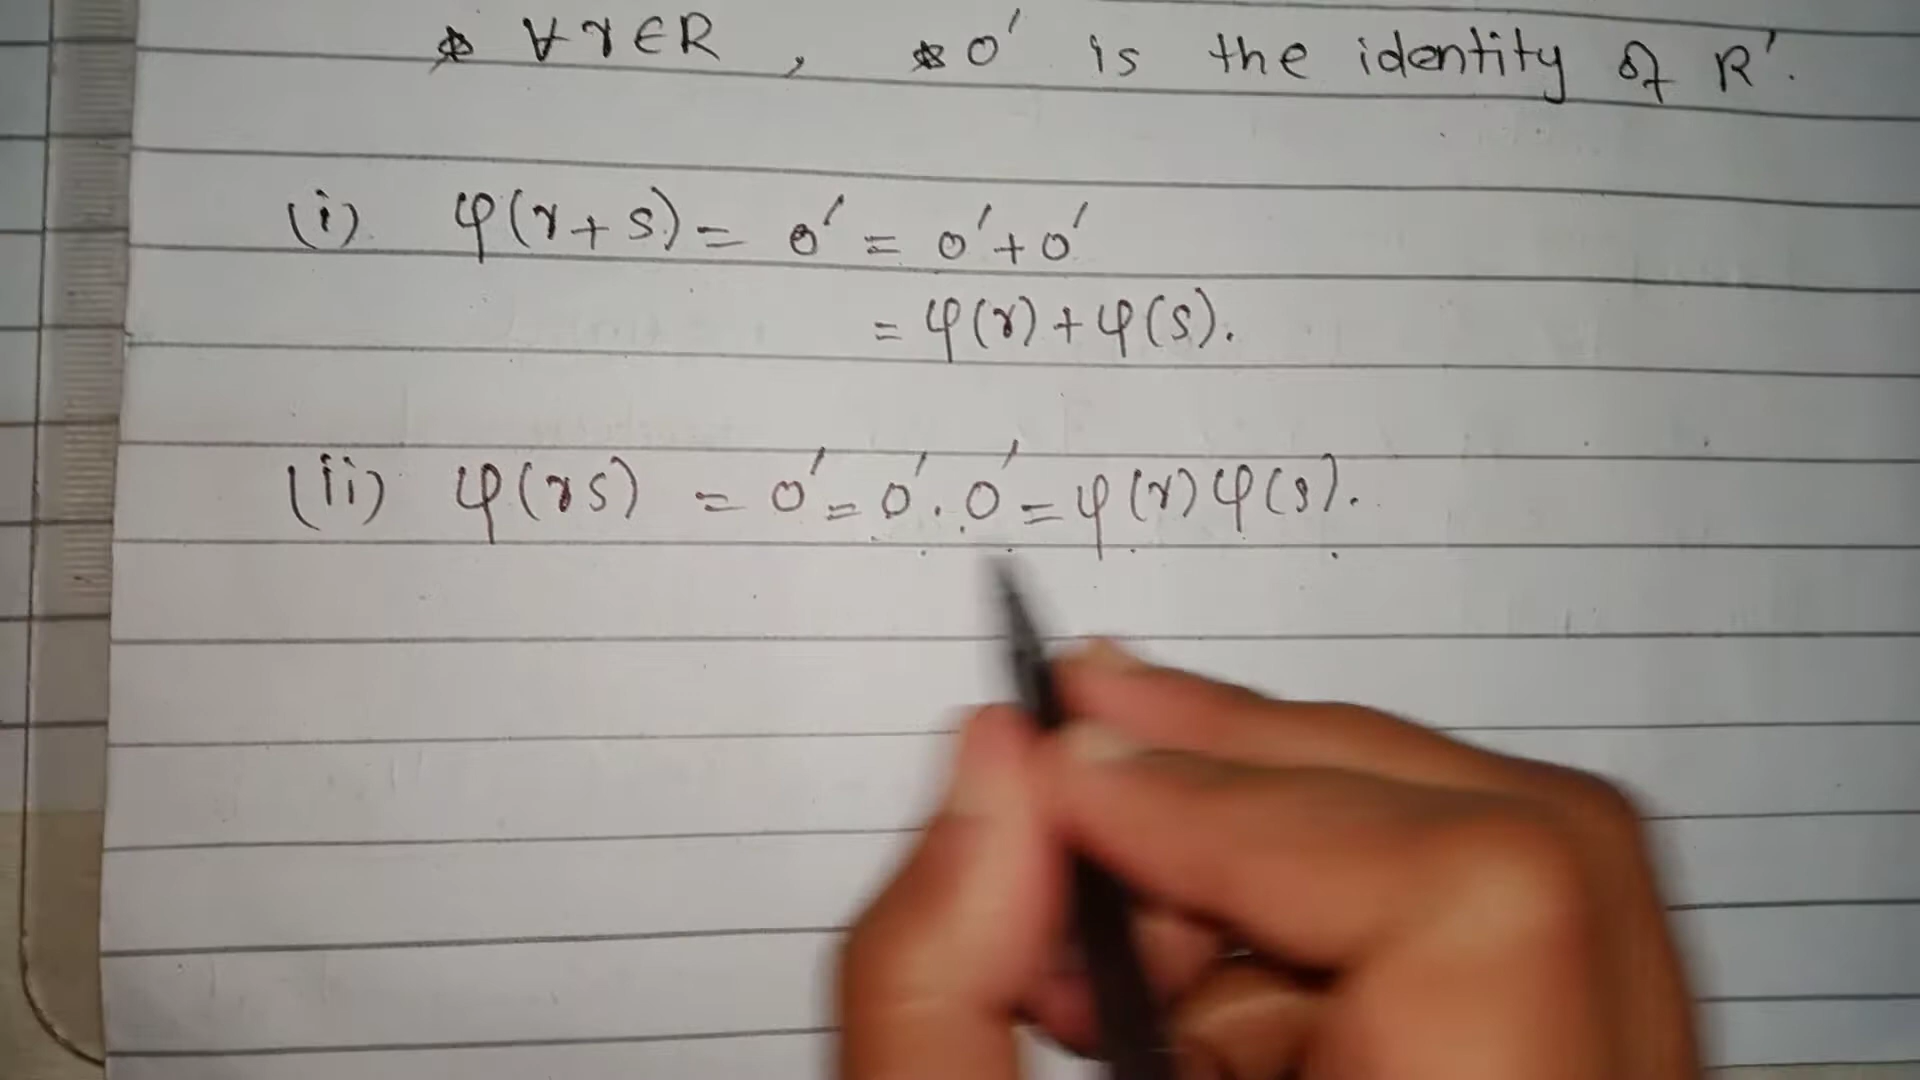 ∀ r ∈ R , 0' is the identity of R'.
(i) φ(r+s) = 0' = 0'+0'
= φ(r)+φ(s).
(ii) φ(rs) = 0' = 0'.0' = φ(r)φ(s).